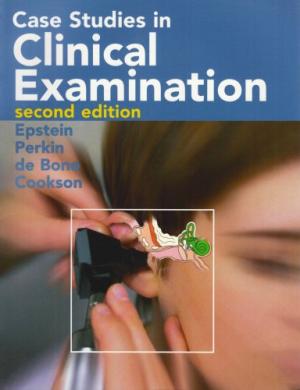 Case Studies in
Clinical
Examination
second edition
Epstein
Perkin
de Bono
Cookson